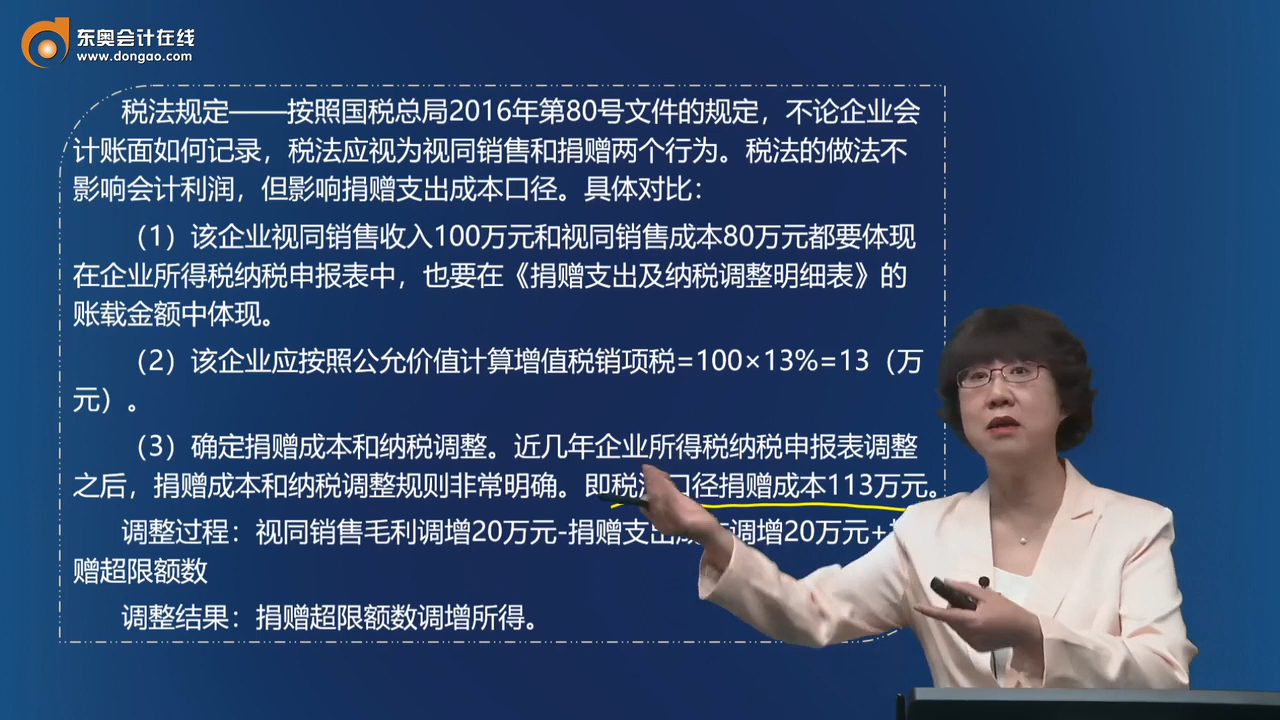 东奥会计在线
www.dongao.com
税法规定——按照国税总局2016年第80号文件的规定，不论企业会
计账面如何记录，税法应视为视同销售和捐赠两个行为。税法的做法不
影响会计利润，但影响捐赠支出成本口径。具体对比：
（1）该企业视同销售收入100万元和视同销售成本80万元都要体现
在企业所得税纳税申报表中，也要在《捐赠支出及纳税调整明细表》的
账载金额中体现。
（2）该企业应按照公允价值计算增值税销项税=100×13%=13（万
元）。
（3）确定捐赠成本和纳税调整。近几年企业所得税纳税申报表调整
之后，捐赠成本和纳税调整规则非常明确。即税 口径捐赠成本113万元。
调整过程：视同销售毛利调增20万元-捐赠支出 调增20万元+
赠超限额数
调整结果：捐赠超限额数调增所得。